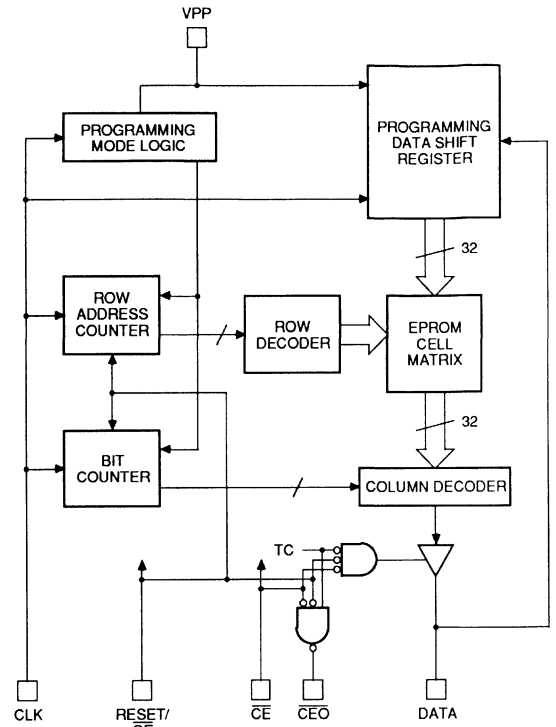 VPP
PROGRAMMING
MODE LOGIC
PROGRAMMING
DATA SHIFT
REGISTER
32
ROW
ADDRESS
COUNTER
ROW
DECODER
EPROM
CELL
MATRIX
32
BIT
COUNTER
COLUMN DECODER
TC
CLK
RESET/
CE
CEO
DATA